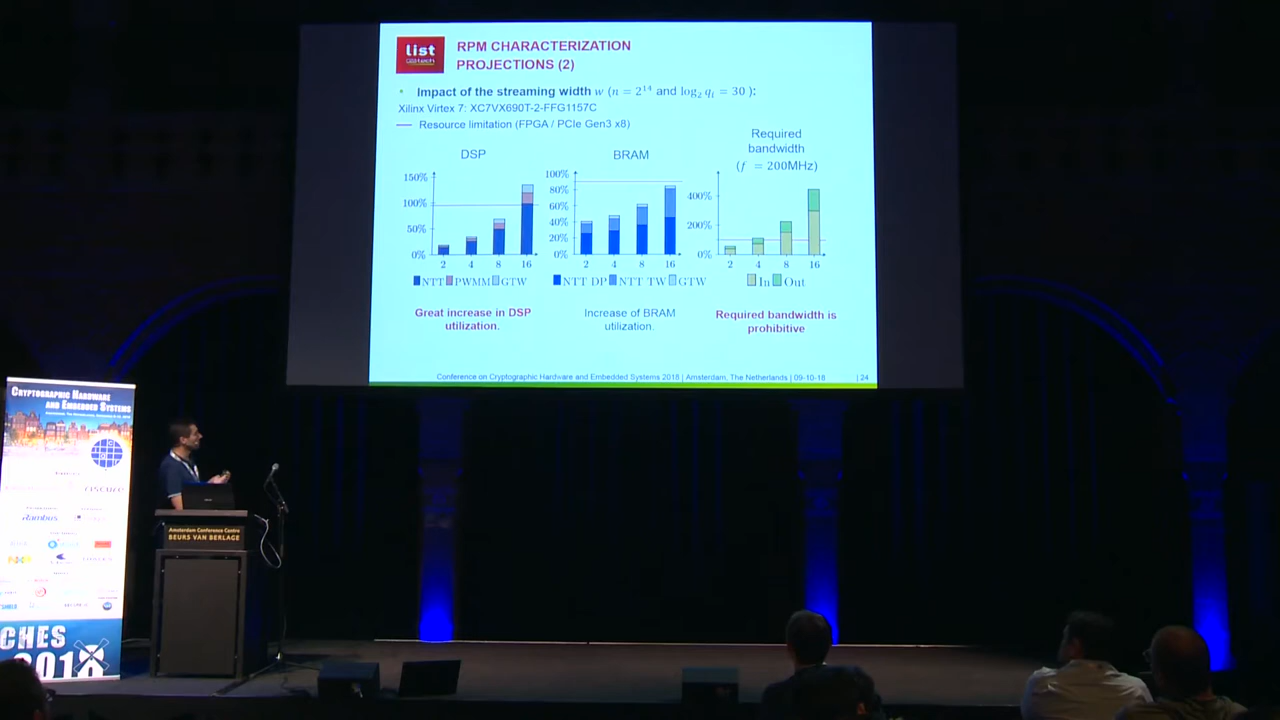 list
tech
RPM CHARACTERIZATION
PROJECTIONS (2)
• Impact of the streaming width w (n = 2^14 and log₂ qᵢ = 30 ):
Xilinx Virtex 7: XC7VX690T-2-FFG1157C
Resource limitation (FPGA / PCIe Gen3 x8)
DSP
150%
100%
50%
0%
2 4 8 16
NTT PWMM GTW
Great increase in DSP
utilization.
BRAM
100%
80%
60%
40%
20%
0%
2 4 8 16
NTT DP NTT TW GTW
Increase of BRAM
utilization.
Required
bandwidth
(f = 200MHz)
400%
200%
0%
2 4 8 16
In Out
Required bandwidth is
prohibitive
Conference on Cryptographic Hardware and Embedded Systems 2018 | Amsterdam, The Netherlands | 09-10-18 | 24
Cryptographic Hardware
and Embedded Systems
riscure
Rambus
CHES
2018
Amsterdam Conference Centre
BEURS VAN BERLAGE